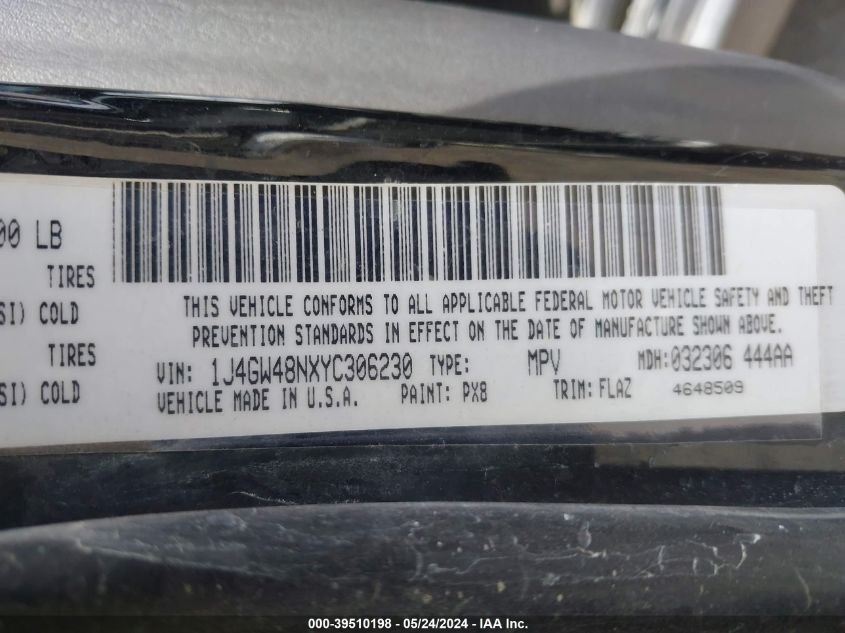 00 LB
TIRES
SI) COLD
TIRES
SI) COLD
THIS VEHICLE CONFORMS TO ALL APPLICABLE FEDERAL MOTOR VEHICLE SAFETY AND THEFT
PREVENTION STANDARDS IN EFFECT ON THE DATE OF MANUFACTURE SHOWN ABOVE.
VIN: 1J4GW48NXYC306230 TYPE: MPV MDH:032306 444AA
VEHICLE MADE IN U.S.A. PAINT: PX8 TRIM: FLAZ 4648509
000-39510198 - 05/24/2024 - IAA Inc.